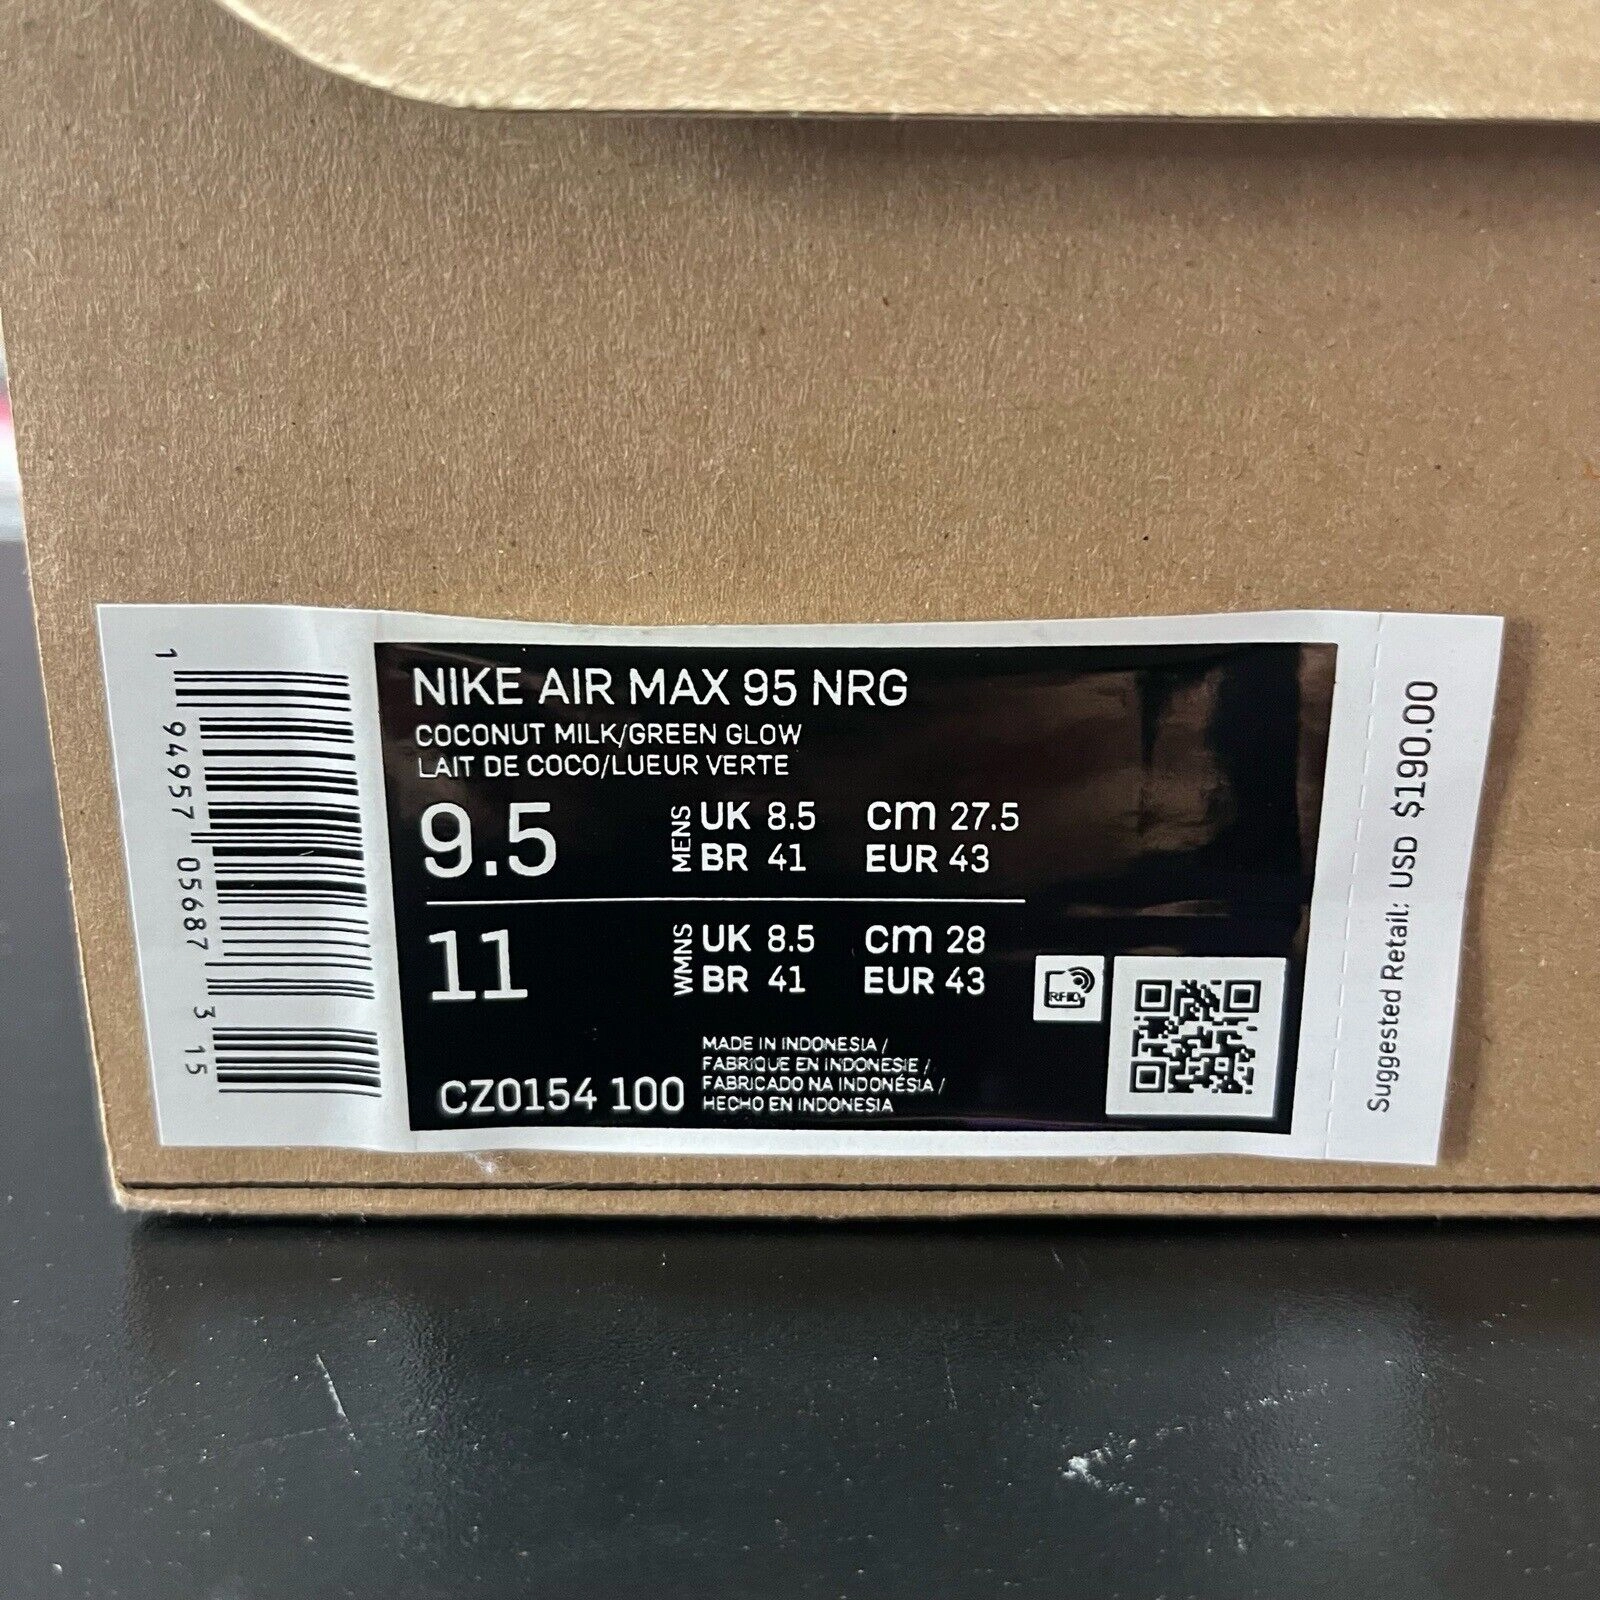 1 94957 05687 3 15
NIKE AIR MAX 95 NRG
COCONUT MILK/GREEN GLOW
LAIT DE COCO/LUEUR VERTE
9.5 MENS UK 8.5 cm 27.5
BR 41 EUR 43
11 WMNS UK 8.5 cm 28
BR 41 EUR 43
RFID
CZ0154 100
MADE IN INDONESIA /
FABRIQUE EN INDONESIE /
FABRICADO NA INDONÉSIA /
HECHO EN INDONESIA
Suggested Retail: USD $190.00